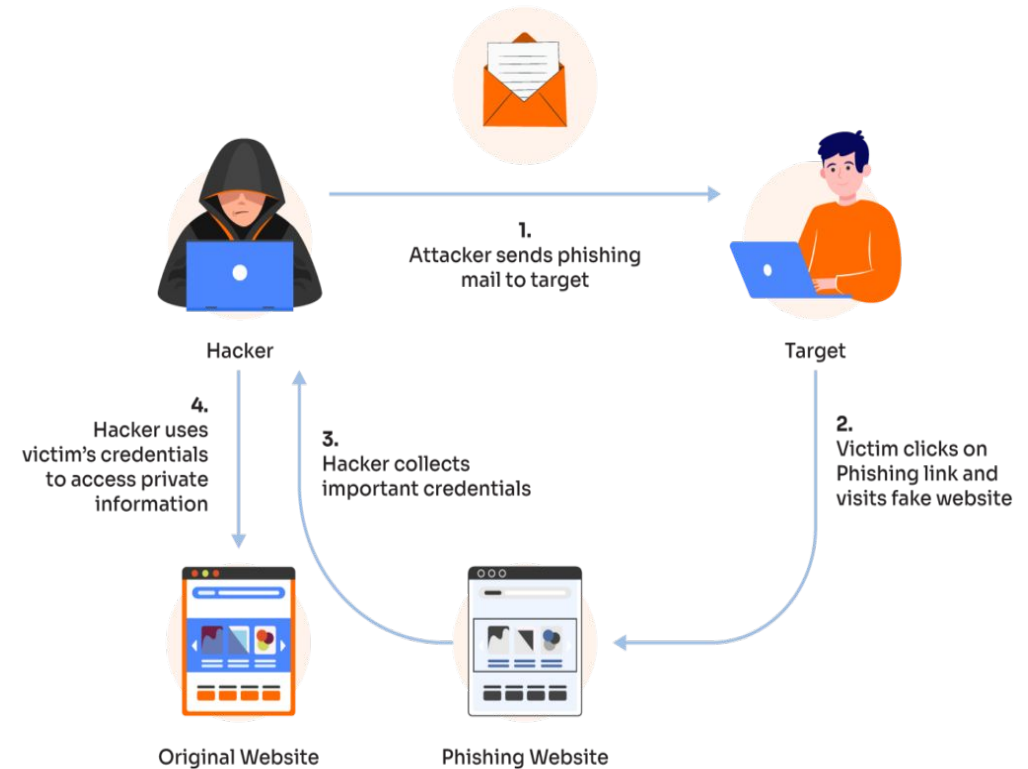 1.
Attacker sends phishing
mail to target
Hacker
Target
4.
Hacker uses
victim's credentials
to access private
information
3.
Hacker collects
important credentials
2.
Victim clicks on
Phishing link and
visits fake website
Original Website
Phishing Website